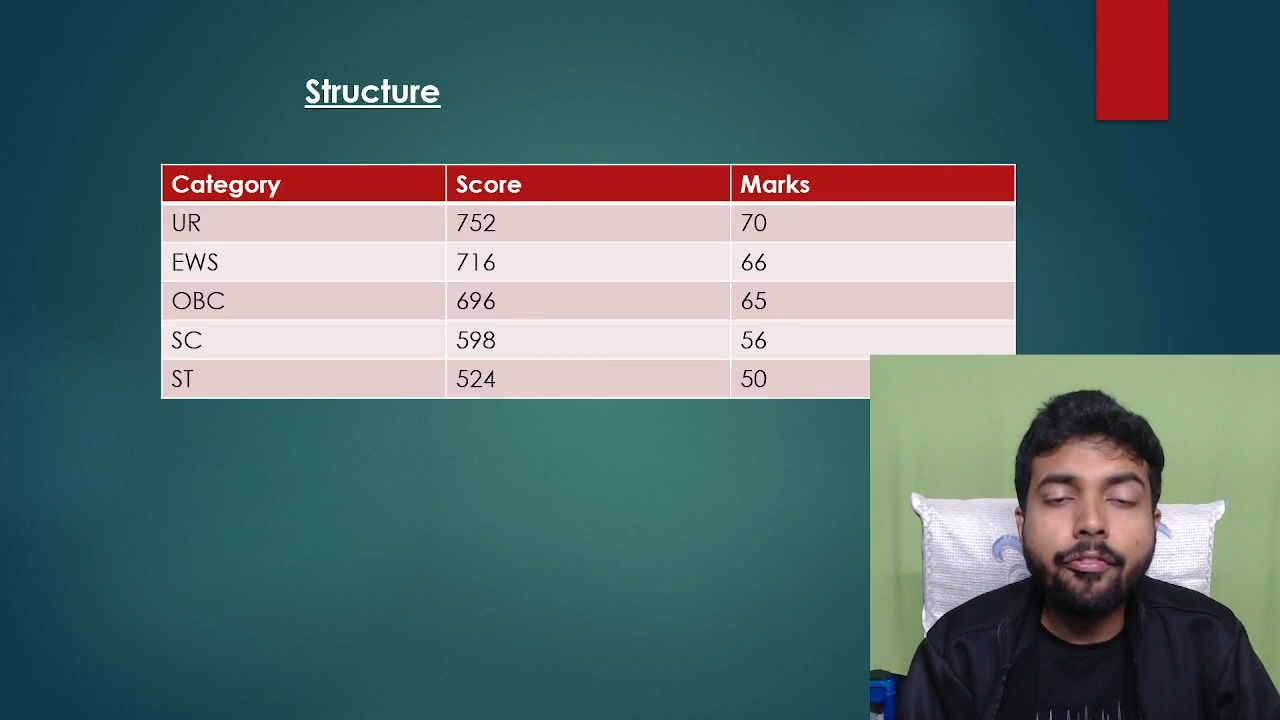 Structure
Category Score Marks
UR 752 70
EWS 716 66
OBC 696 65
SC 598 56
ST 524 50